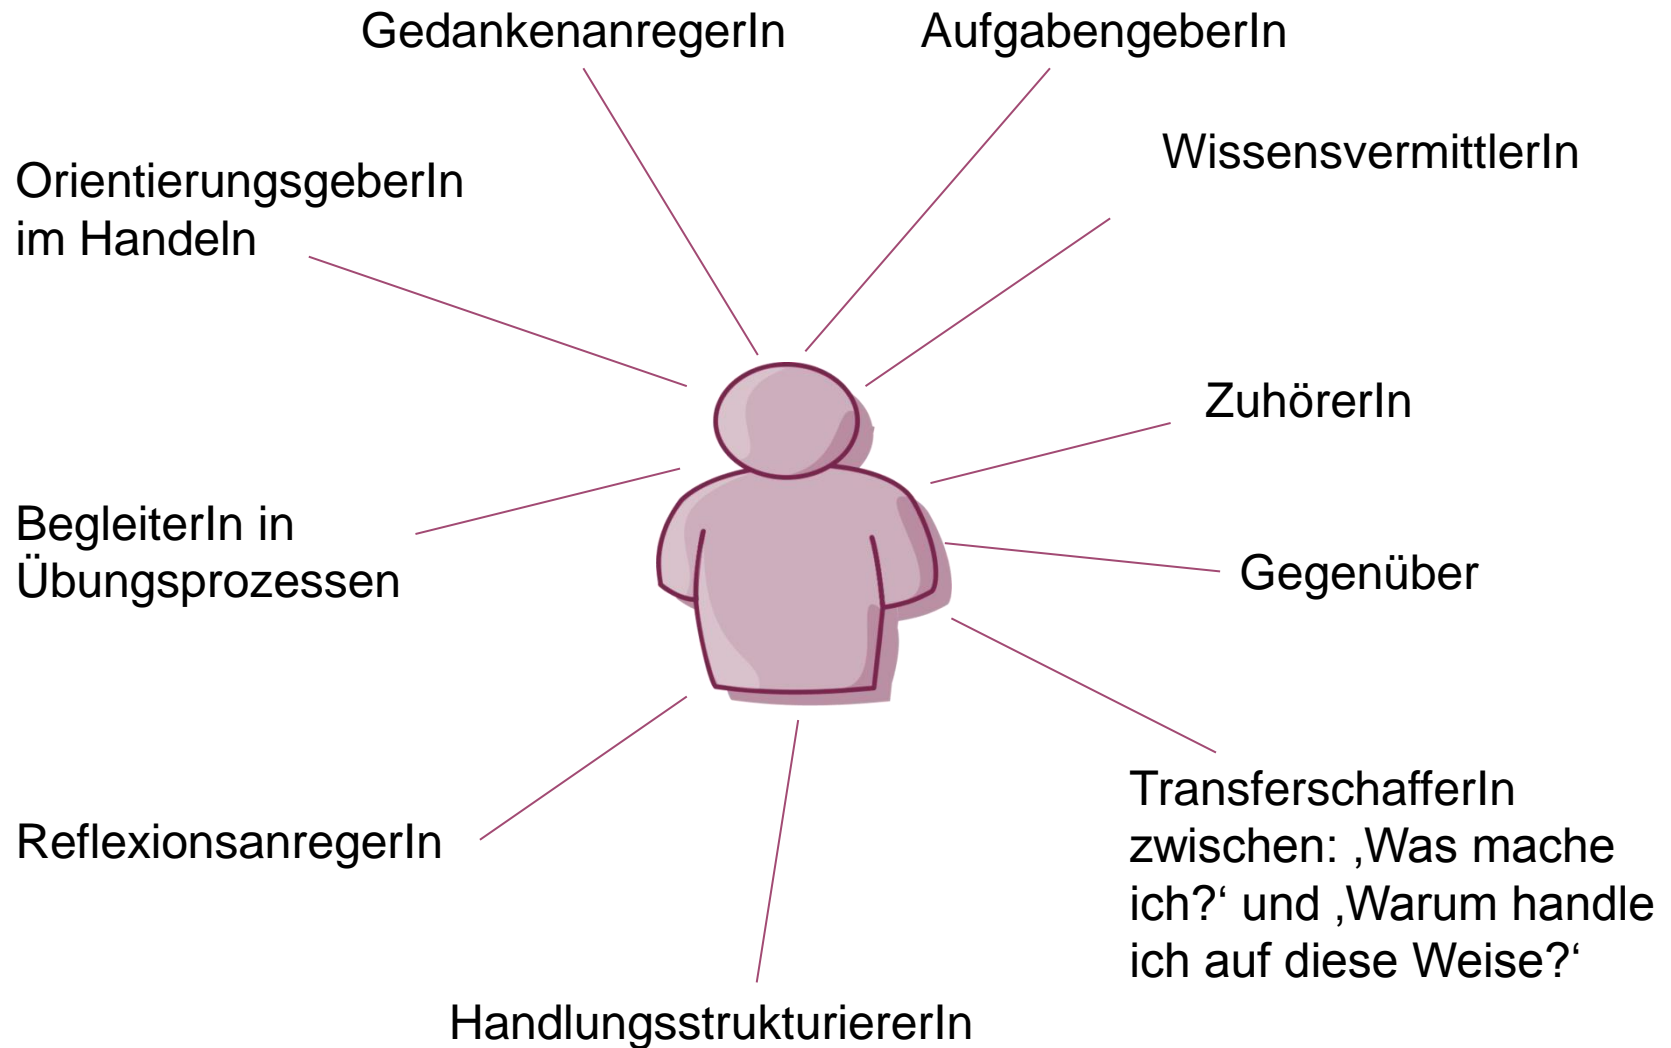 GedankenanregerIn
AufgabengeberIn
WissensvermittlerIn
OrientierungsgeberIn
im Handeln
ZuhörerIn
BegleiterIn in
Übungsprozessen
Gegenüber
TransferschafferIn
zwischen: ‚Was mache
ich?‘ und ‚Warum handle
ich auf diese Weise?‘
ReflexionsanregerIn
HandlungsstrukturiererIn